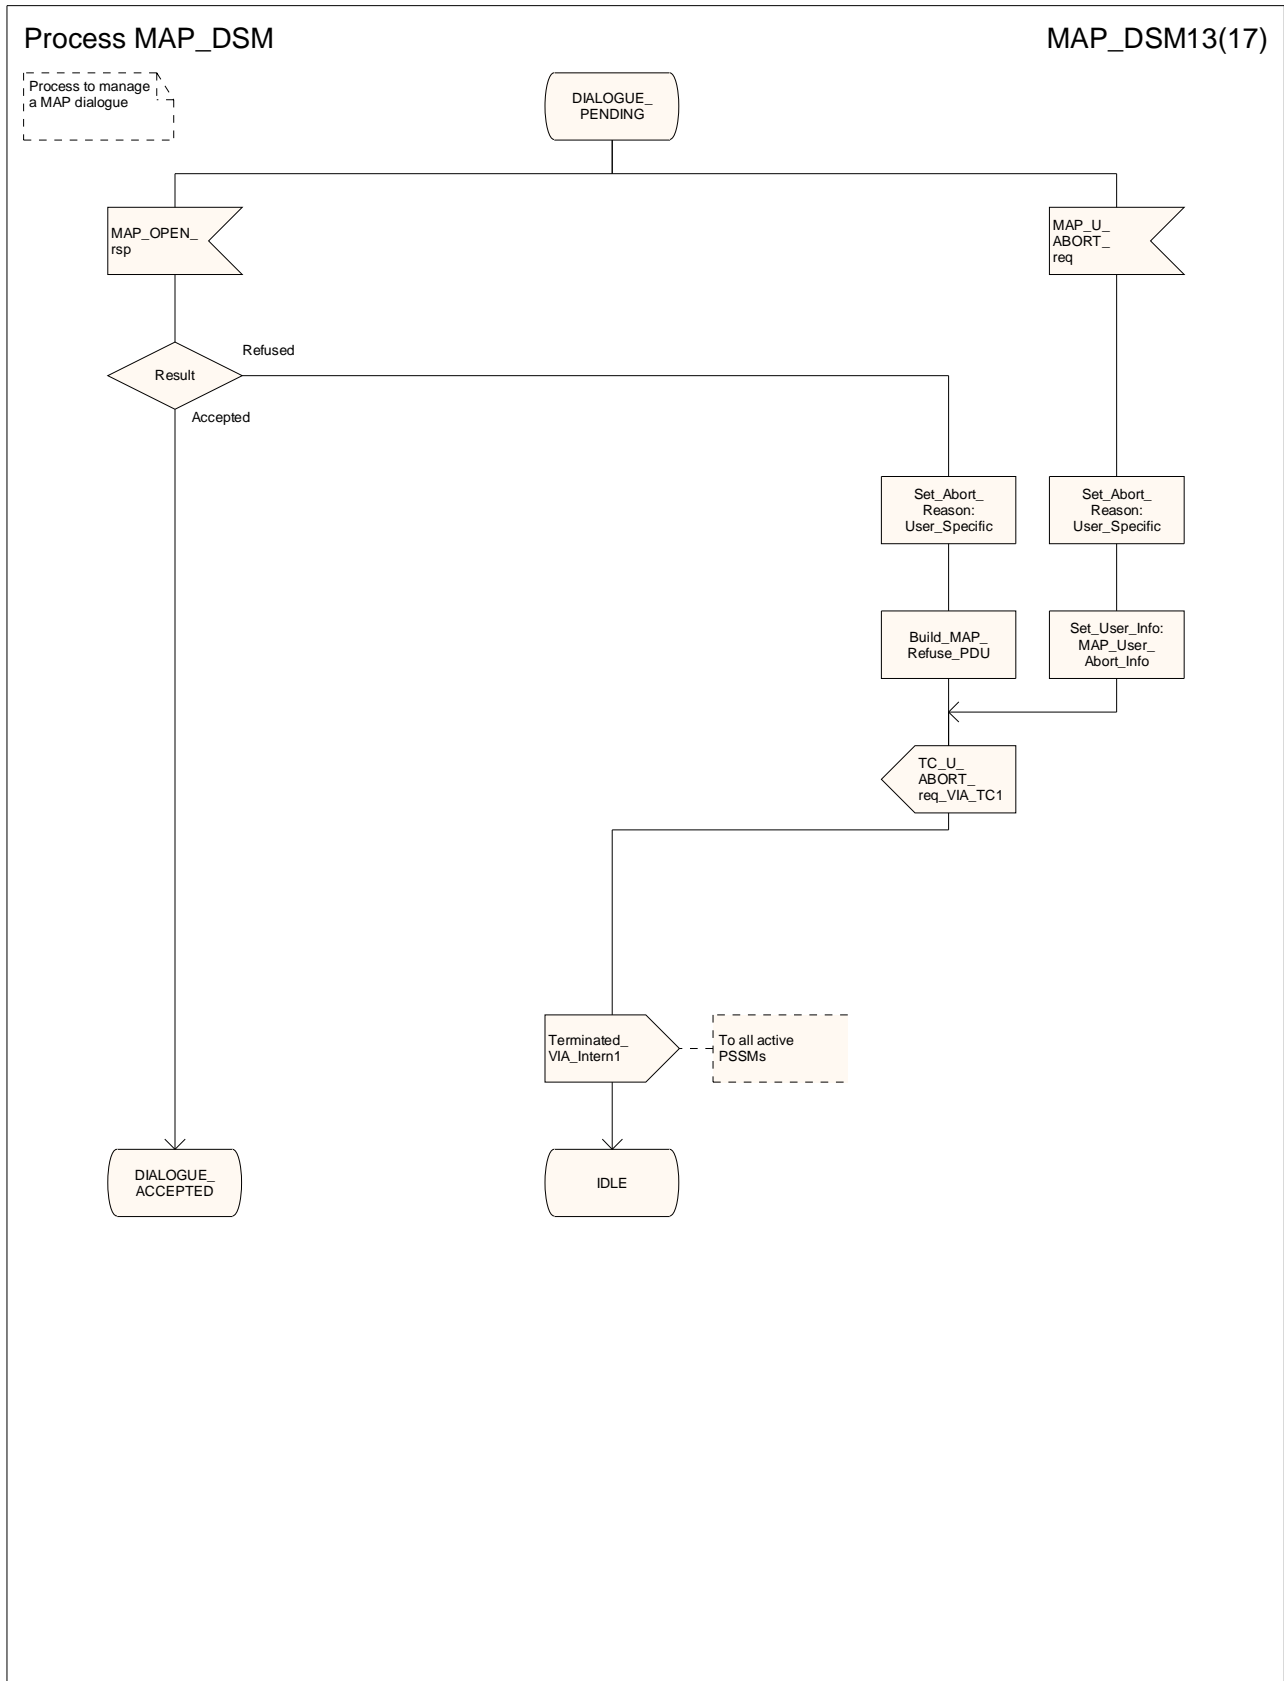 Process MAP_DSM
MAP_DSM13(17)
Process to manage
a MAP dialogue
DIALOGUE_
PENDING
MAP_OPEN_
rsp
MAP_U_
ABORT_
req
Result
Refused
Accepted
Set_Abort_
Reason:
User_Specific
Set_Abort_
Reason:
User_Specific
Build_MAP_
Refuse_PDU
Set_User_Info:
MAP_User_
Abort_Info
TC_U_
ABORT_
req_VIA_TC1
Terminated_
VIA_Intern1
To all active
PSSMs
DIALOGUE_
ACCEPTED
IDLE